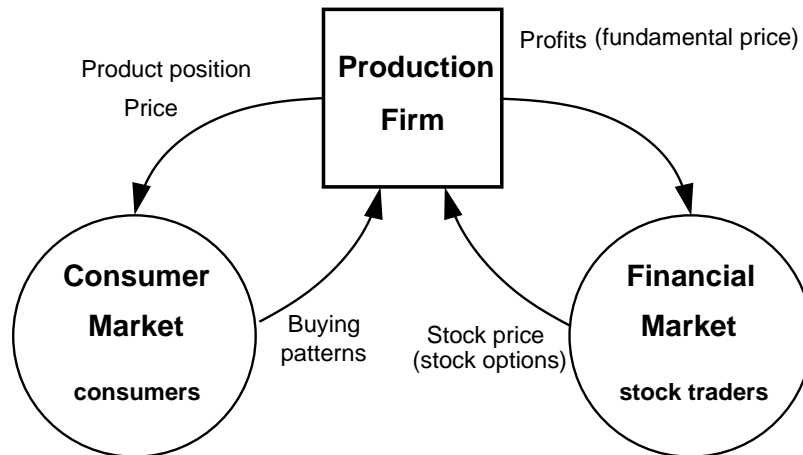 Production
Firm
Profits (fundamental price)
Product position
Price
Consumer
Market
consumers
Buying
patterns
Stock price
(stock options)
Financial
Market
stock traders